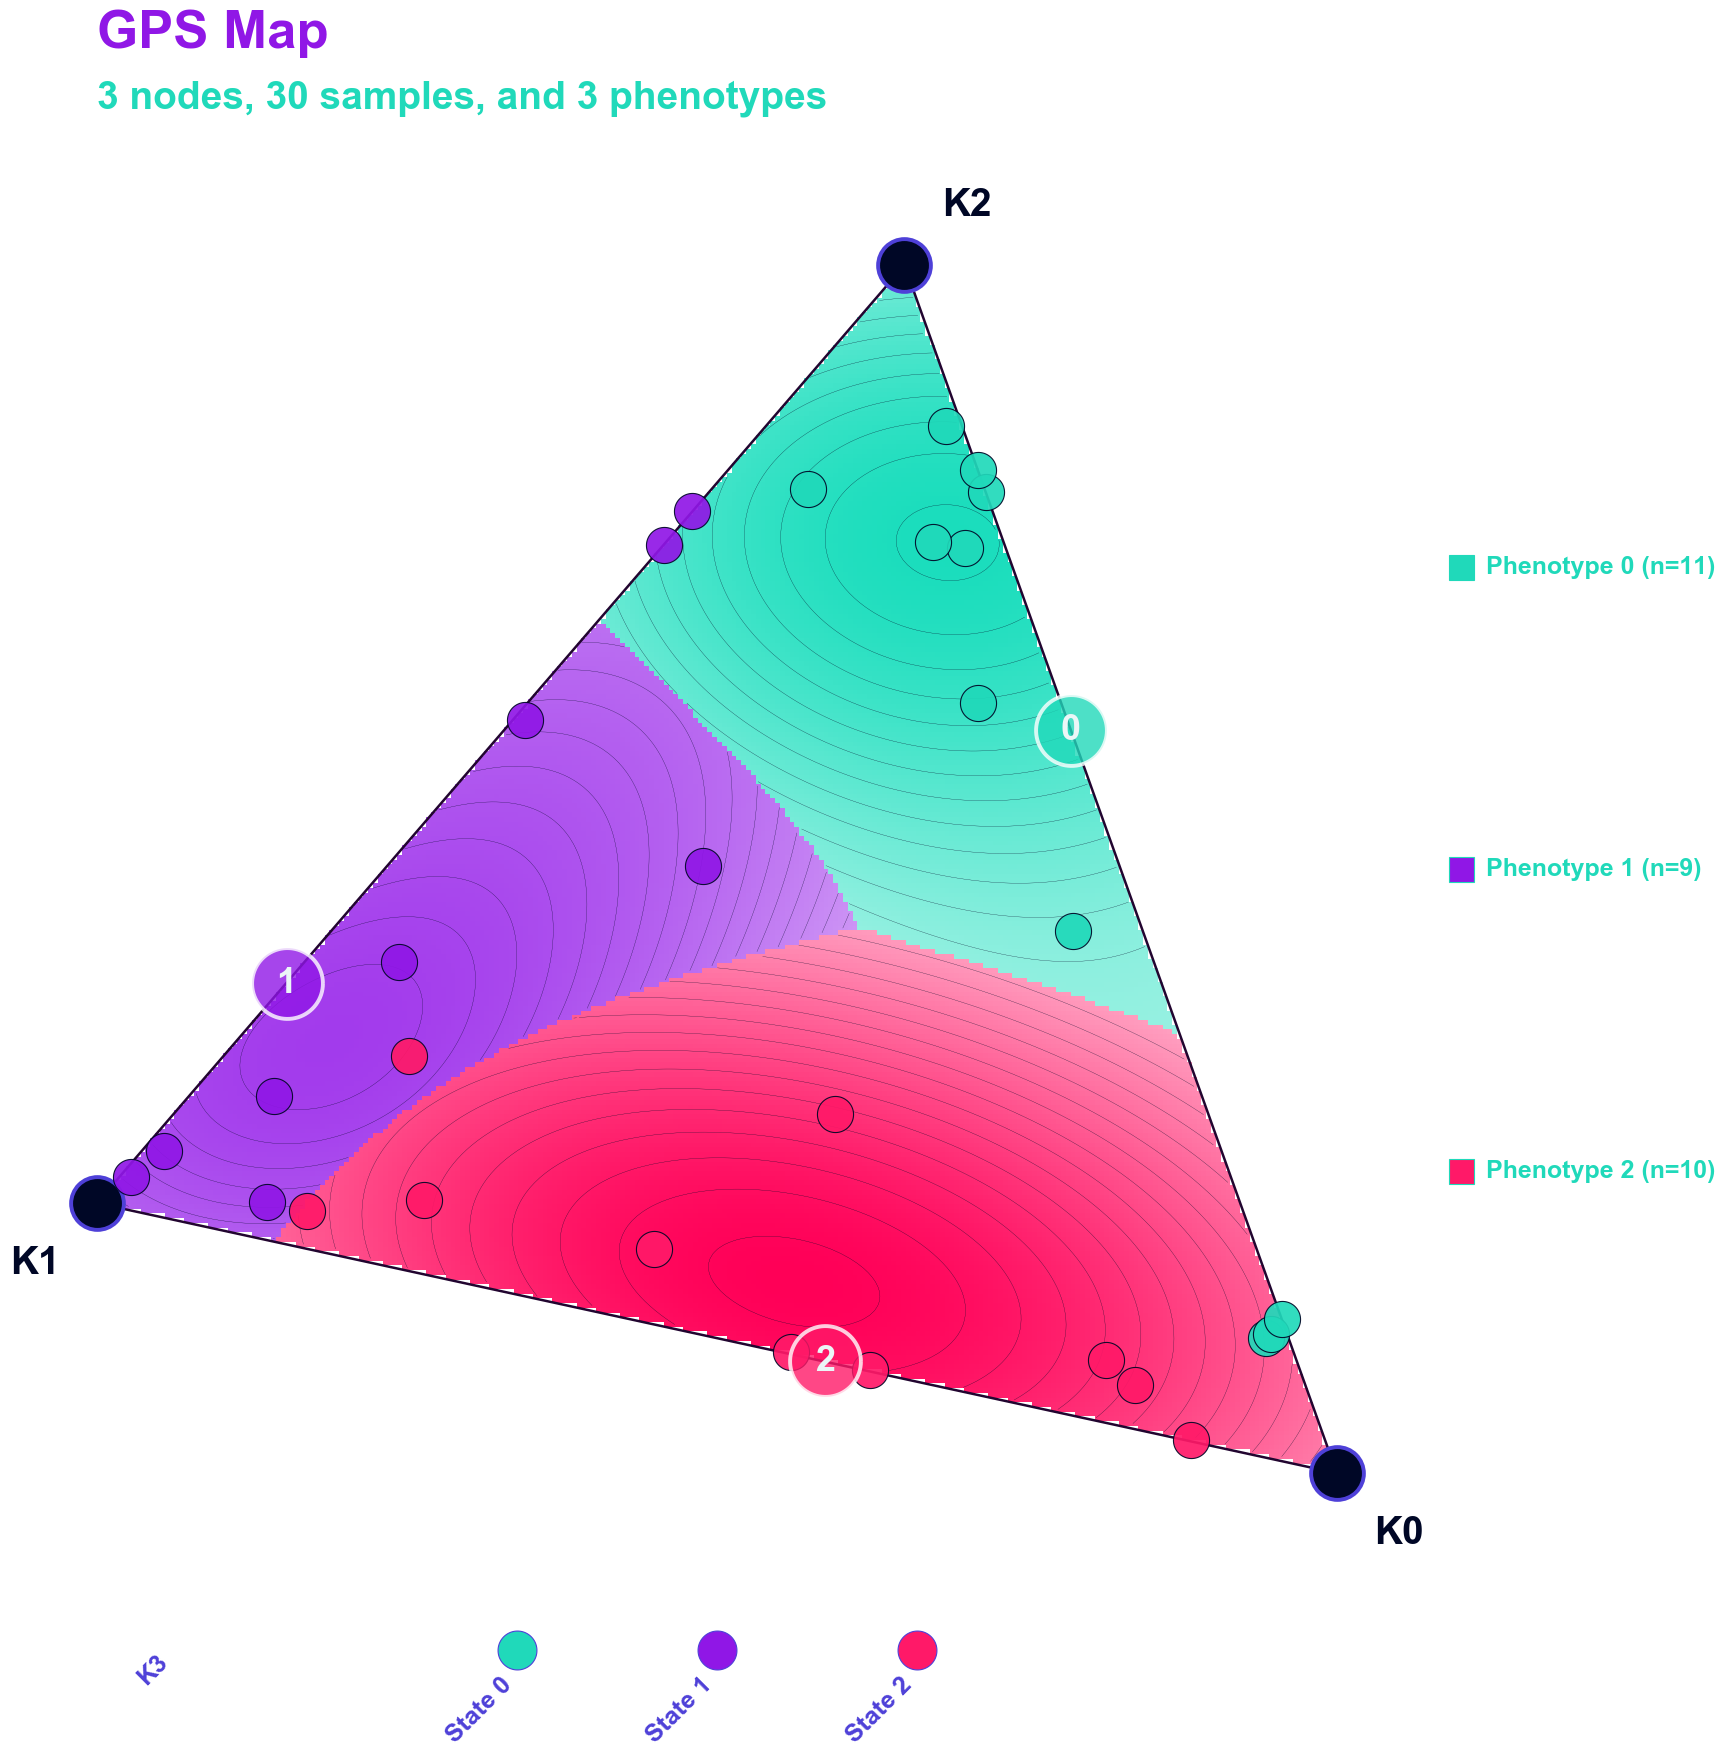 GPS Map
3 nodes, 30 samples, and 3 phenotypes
K2
Phenotype 0 (n=11)
0
Phenotype 1 (n=9)
1
Phenotype 2 (n=10)
K1
2
K0
K3
State 0
State 1
State 2